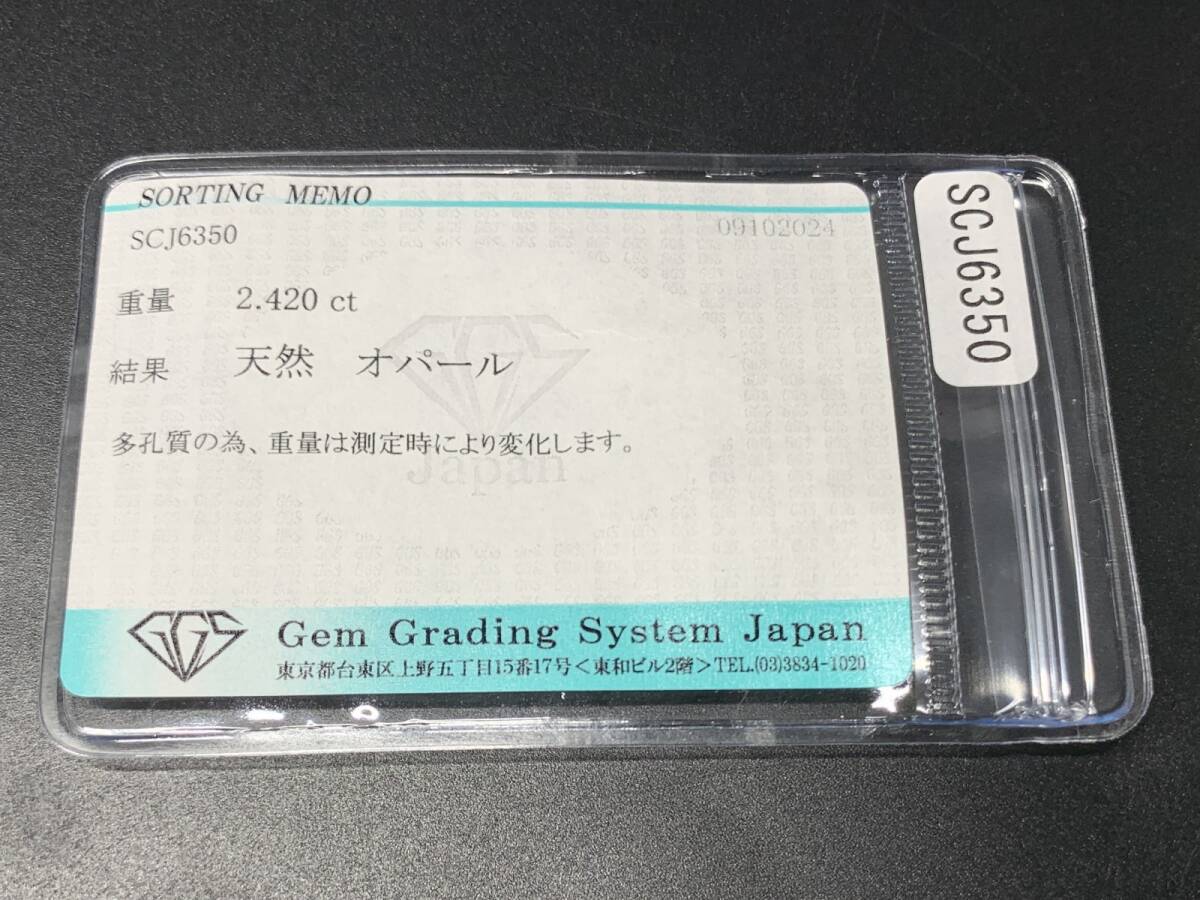 SORTING MEMO
SCJ6350 09102024
重量 2.420 ct
結果 天然 オパール
多孔質の為、重量は測定時により変化します。
GGS
Japan
GGS Gem Grading System Japan
東京都台東区上野五丁目15番17号＜東和ビル2階＞TEL.(03)3834-1020
SCJ6350